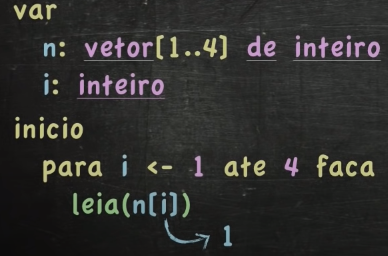 var
n: vetor[1..4] de inteiro
i: inteiro
inicio
para i <- 1 ate 4 faca
leia(n[i])
1